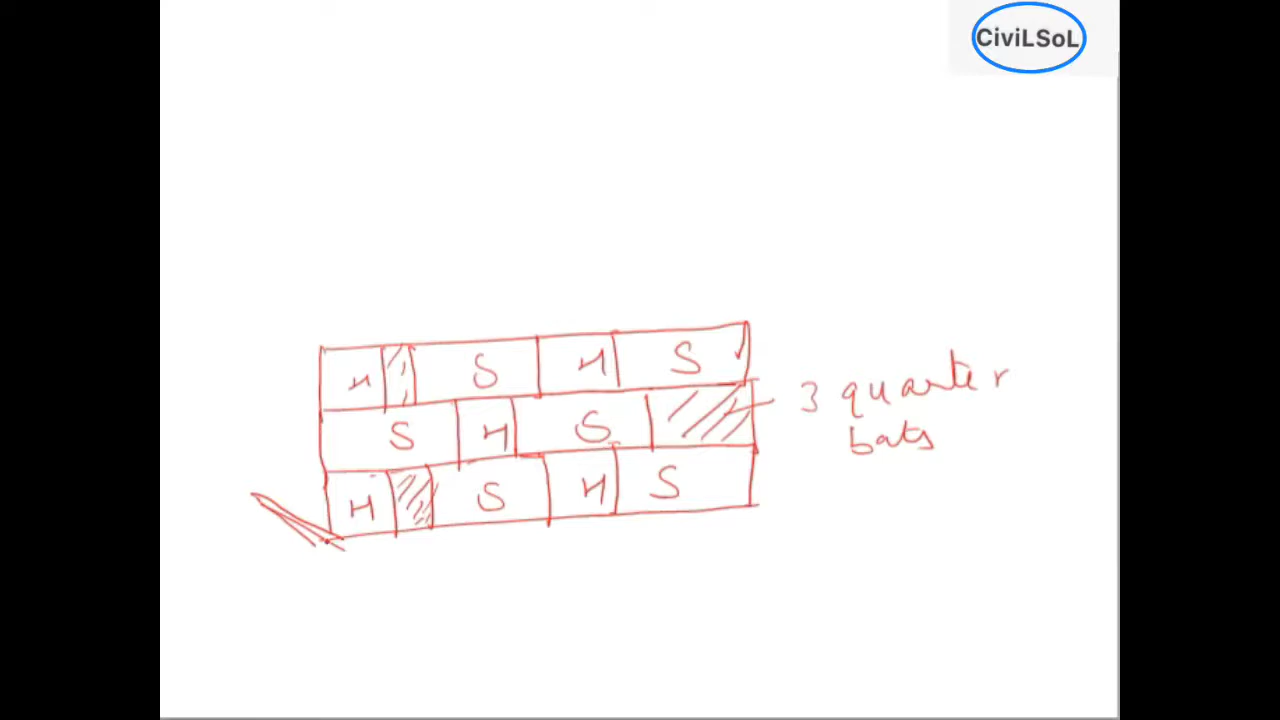 CiviLSoL
H S H S
S H S
H S H S
3 quarter
bats